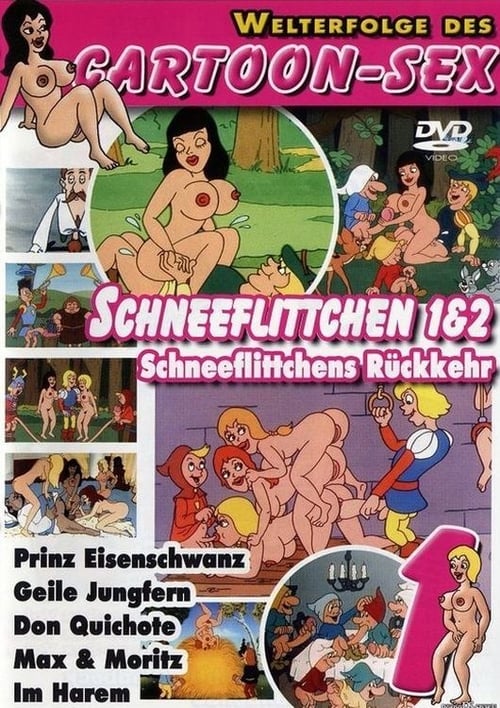 WELTERFOLGE DES
CARTOON-SEX
DVD
VIDEO
SCHNEEFLITTCHEN 1&2
Schneeflittchens Rückkehr
Prinz Eisenschwanz
Geile Jungfern
Don Quichote
Max & Moritz
Im Harem
1